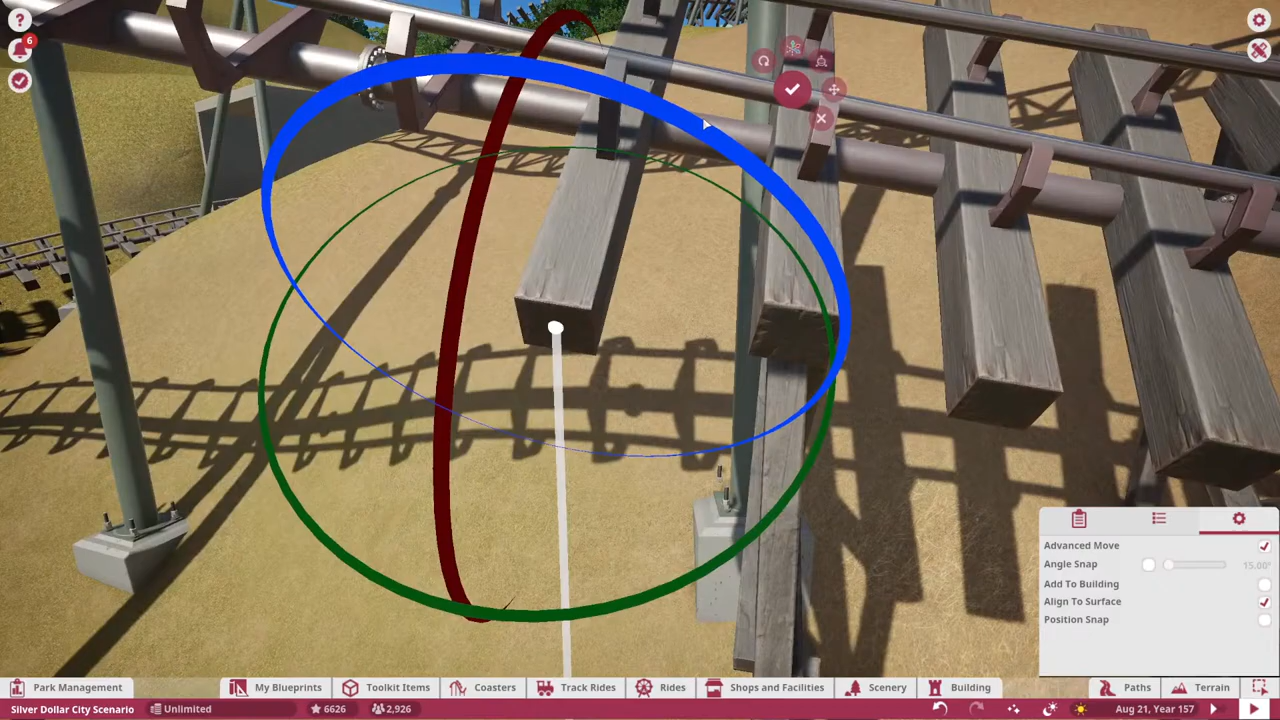 ?
6
Advanced Move
Angle Snap 15.00°
Add To Building
Align To Surface
Position Snap
Park Management
My Blueprints
Toolkit Items
Coasters
Track Rides
Rides
Shops and Facilities
Scenery
Building
Paths
Terrain
Silver Dollar City Scenario
Unlimited
6626
2,926
Aug 21, Year 157